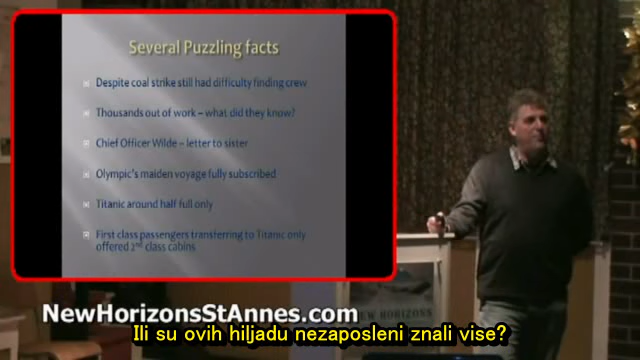 Several Puzzling facts
Despite coal strike still had difficulty finding crew
Thousands out of work – what did they know?
Chief Officer Wilde – letter to sister
Olympic's maiden voyage fully subscribed
Titanic around half full only
First class passengers transferring to Titanic only
offered 2nd class cabins
NEW HORIZONS
NewHorizonsStAnnes.com
Ili su ovih hiljadu nezaposleni znali vise?